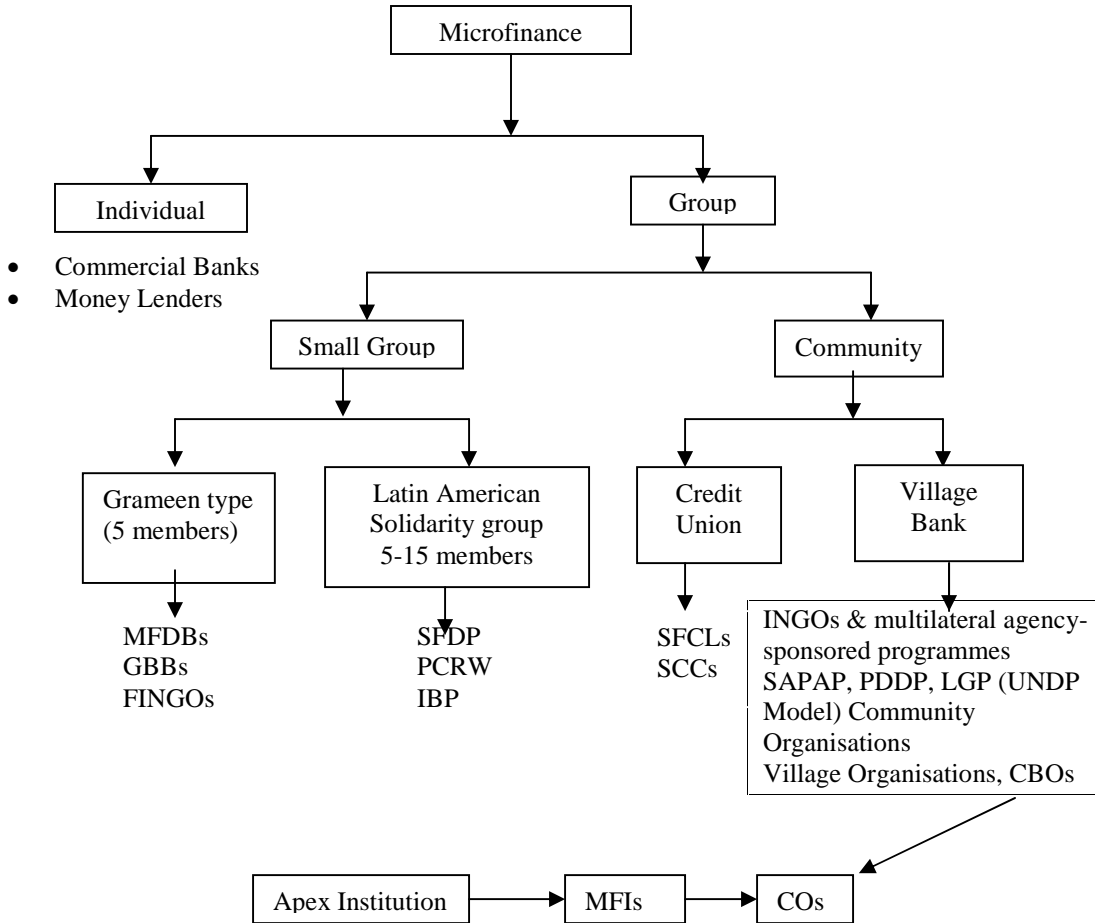 Microfinance
Individual
Group
• Commercial Banks
• Money Lenders
Small Group
Community
Grameen type
(5 members)
Latin American
Solidarity group
5-15 members
Credit
Union
Village
Bank
MFDBs
GBBs
FINGOs
SFDP
PCRW
IBP
SFCLs
SCCs
INGOs & multilateral agency-
sponsored programmes
SAPAP, PDDP, LGP (UNDP
Model) Community
Organisations
Village Organisations, CBOs
Apex Institution
MFIs
COs